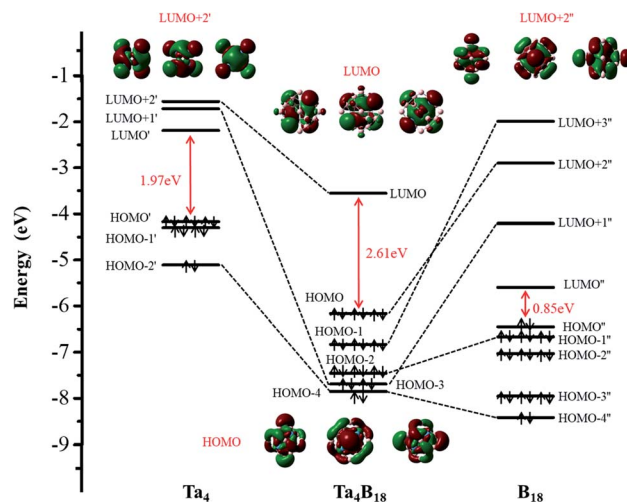 LUMO+2'
LUMO+2"
LUMO
-1
-2
-3
-4
-5
-6
-7
-8
-9
Energy (eV)
LUMO+2'
LUMO+1'
LUMO'
1.97eV
HOMO'
HOMO-1'
HOMO-2'
LUMO
2.61eV
HOMO
HOMO-1
HOMO-2
HOMO-3
HOMO-4
LUMO+3"
LUMO+2"
LUMO+1"
LUMO"
0.85eV
HOMO"
HOMO-1"
HOMO-2"
HOMO-3"
HOMO-4"
HOMO
Ta₄
Ta₄B₁₈
B₁₈